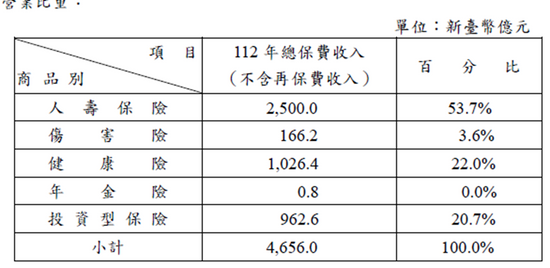 營業比重：
單位：新臺幣億元
項 目
商 品 別
112 年總保費收入
（不含再保費收入）
百 分 比
人 壽 保 險 2,500.0 53.7%
傷 害 險 166.2 3.6%
健 康 險 1,026.4 22.0%
年 金 險 0.8 0.0%
投 資 型 保 險 962.6 20.7%
小計 4,656.0 100.0%